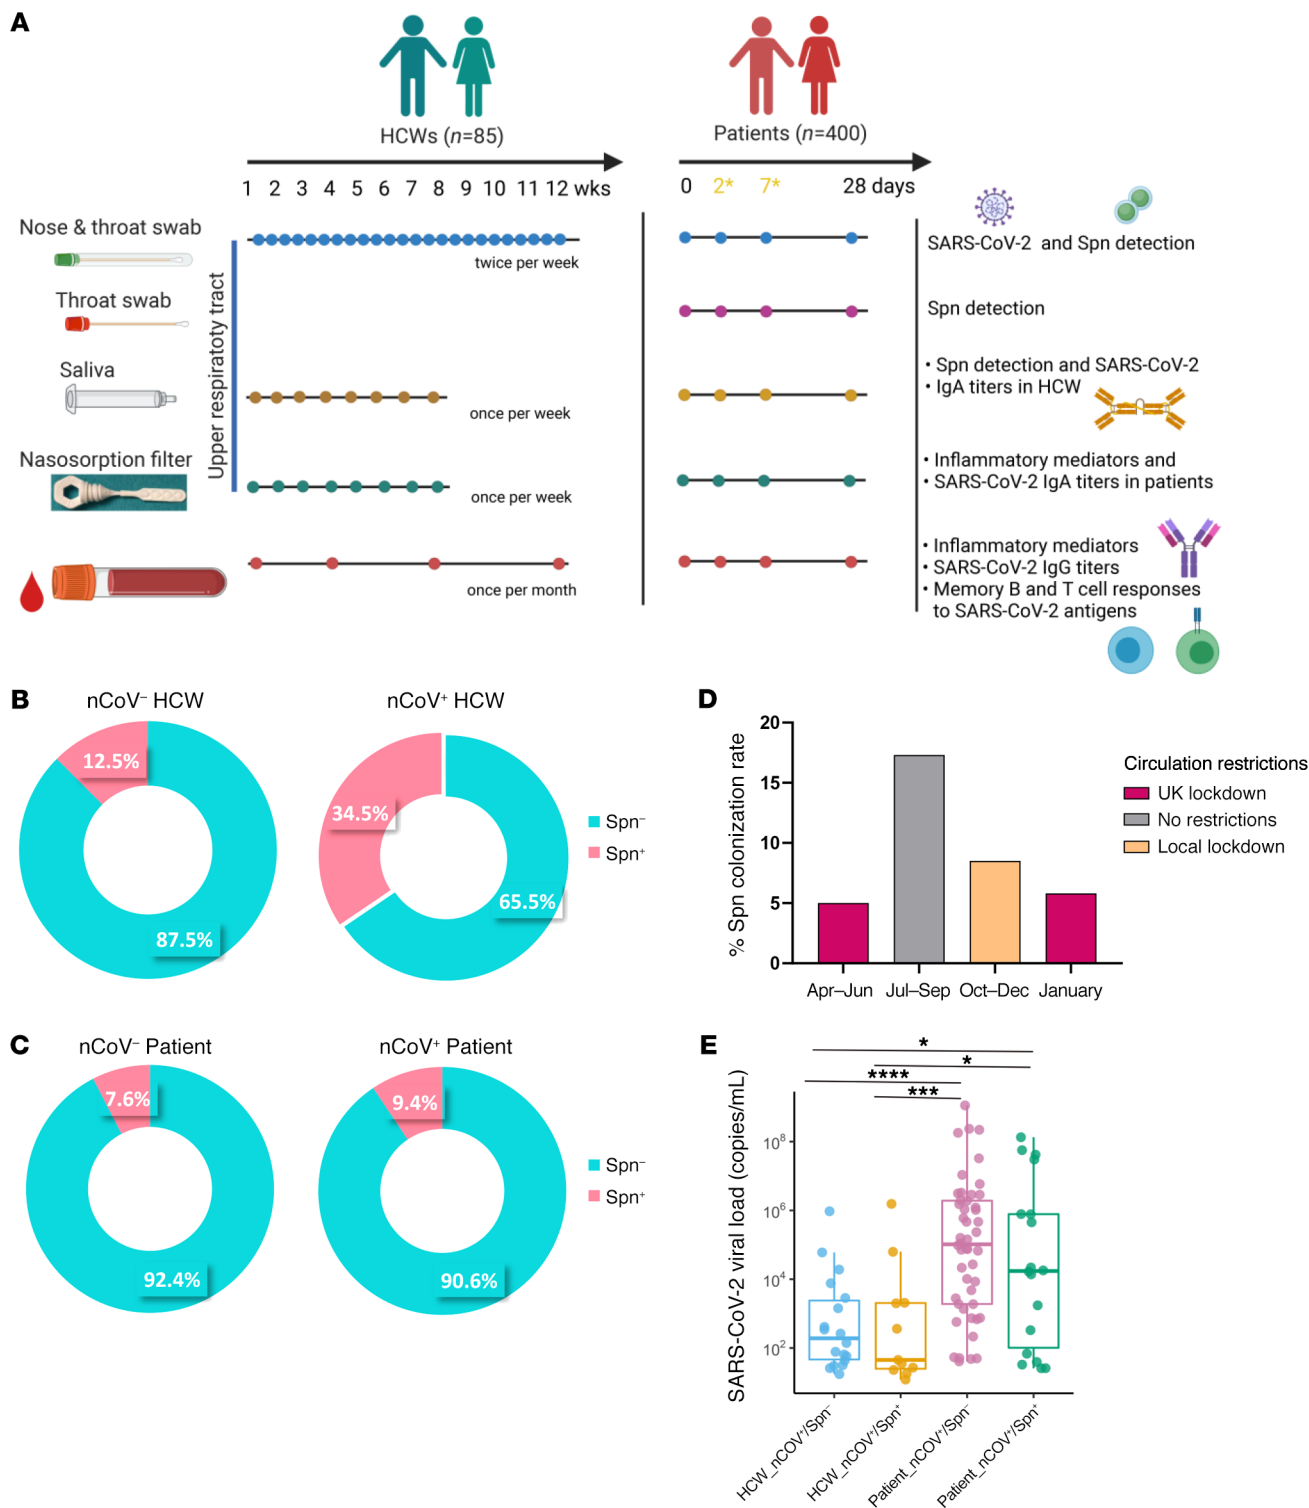 A
HCWs (n=85)
Patients (n=400)
1 2 3 4 5 6 7 8 9 10 11 12 wks
0 2* 7* 28 days
Upper respiratoty tract
Nose & throat swab
twice per week
SARS-CoV-2 and Spn detection
Throat swab
Spn detection
Saliva
once per week
• Spn detection and SARS-CoV-2
• IgA titers in HCW
Nasosorption filter
once per week
• Inflammatory mediators and
• SARS-CoV-2 IgA titers in patients
once per month
• Inflammatory mediators
• SARS-CoV-2 IgG titers
• Memory B and T cell responses
to SARS-CoV-2 antigens
B
nCoV⁻ HCW
12.5%
87.5%
nCoV⁺ HCW
34.5%
65.5%
Spn⁻
Spn⁺
D
% Spn colonization rate
20
15
10
5
0
Apr–Jun Jul–Sep Oct–Dec January
Circulation restrictions
UK lockdown
No restrictions
Local lockdown
C
nCoV⁻ Patient
7.6%
92.4%
nCoV⁺ Patient
9.4%
90.6%
Spn⁻
Spn⁺
E
SARS-CoV-2 viral load (copies/mL)
*
*
****
***
10⁸
10⁶
10⁴
10²
HCW_nCOV⁺/Spn⁻
HCW_nCOV⁺/Spn⁺
Patient_nCOV⁺/Spn⁻
Patient_nCOV⁺/Spn⁺